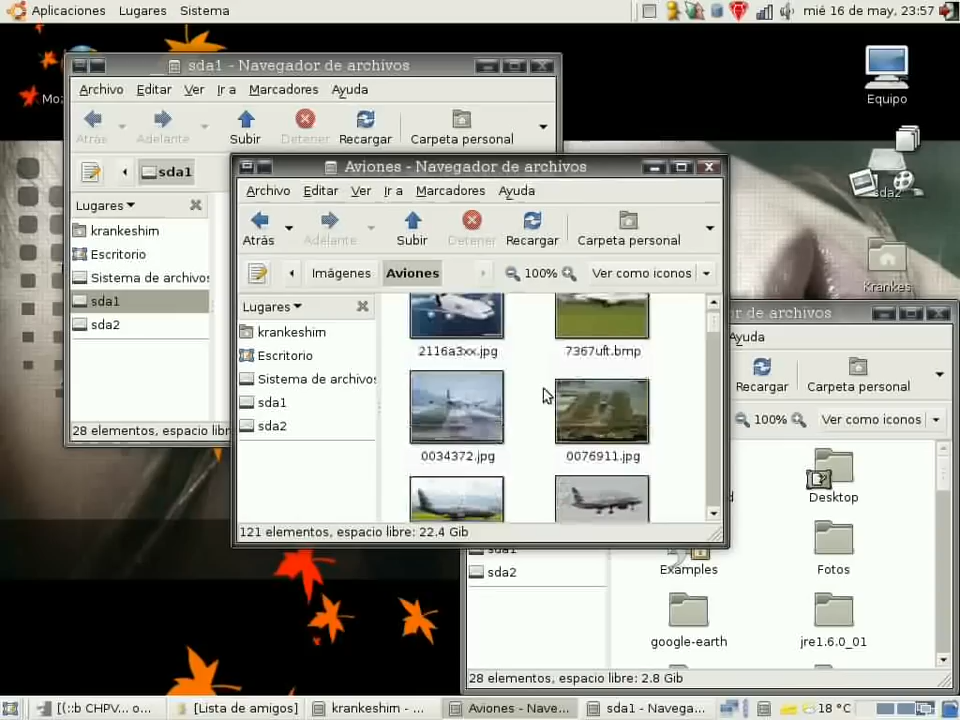 Aplicaciones Lugares Sistema
mié 16 de may, 23:57
sda1 - Navegador de archivos
Archivo Editar Ver Ir a Marcadores Ayuda
Atrás Adelante Subir Detener Recargar Carpeta personal
sda1
Lugares
krankeshim
Escritorio
Sistema de archivos
sda1
sda2
28 elementos, espacio libr
Mo
Equipo
sda2
Krankes
Aviones - Navegador de archivos
Archivo Editar Ver Ir a Marcadores Ayuda
Atrás Adelante Subir Detener Recargar Carpeta personal
Imágenes Aviones 100% Ver como iconos
Lugares
krankeshim
Escritorio
Sistema de archivos
sda1
sda2
2116a3xx.jpg 7367uft.bmp
0034372.jpg 0076911.jpg
121 elementos, espacio libre: 22.4 Gib
or de archivos
Ayuda
Recargar Carpeta personal
100% Ver como iconos
Desktop
Examples Fotos
google-earth jre1.6.0_01
sda1
sda2
28 elementos, espacio libre: 2.8 Gib
[(::b CHPV... o... [Lista de amigos] krankeshim - ... Aviones - Nave... sda1 - Navega... 18 °C